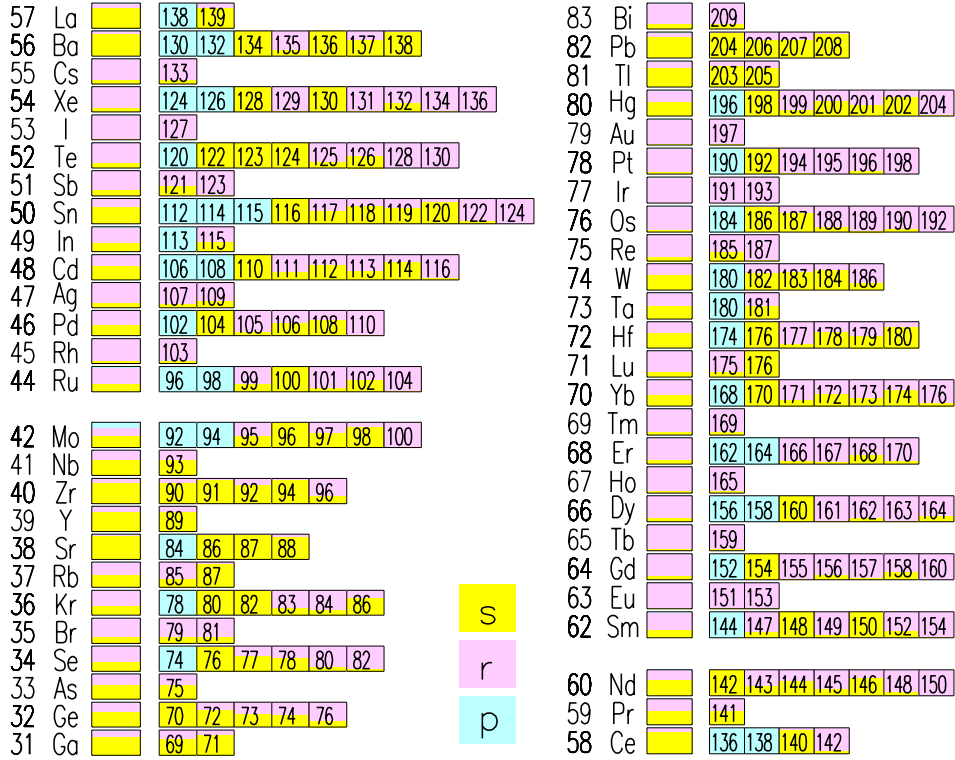 57 La 138 139
56 Ba 130 132 134 135 136 137 138
55 Cs 133
54 Xe 124 126 128 129 130 131 132 134 136
53 I 127
52 Te 120 122 123 124 125 126 128 130
51 Sb 121 123
50 Sn 112 114 115 116 117 118 119 120 122 124
49 In 113 115
48 Cd 106 108 110 111 112 113 114 116
47 Ag 107 109
46 Pd 102 104 105 106 108 110
45 Rh 103
44 Ru 96 98 99 100 101 102 104
42 Mo 92 94 95 96 97 98 100
41 Nb 93
40 Zr 90 91 92 94 96
39 Y 89
38 Sr 84 86 87 88
37 Rb 85 87
36 Kr 78 80 82 83 84 86
35 Br 79 81
34 Se 74 76 77 78 80 82
33 As 75
32 Ge 70 72 73 74 76
31 Ga 69 71
s
r
p
83 Bi 209
82 Pb 204 206 207 208
81 Tl 203 205
80 Hg 196 198 199 200 201 202 204
79 Au 197
78 Pt 190 192 194 195 196 198
77 Ir 191 193
76 Os 184 186 187 188 189 190 192
75 Re 185 187
74 W 180 182 183 184 186
73 Ta 180 181
72 Hf 174 176 177 178 179 180
71 Lu 175 176
70 Yb 168 170 171 172 173 174 176
69 Tm 169
68 Er 162 164 166 167 168 170
67 Ho 165
66 Dy 156 158 160 161 162 163 164
65 Tb 159
64 Gd 152 154 155 156 157 158 160
63 Eu 151 153
62 Sm 144 147 148 149 150 152 154
60 Nd 142 143 144 145 146 148 150
59 Pr 141
58 Ce 136 138 140 142